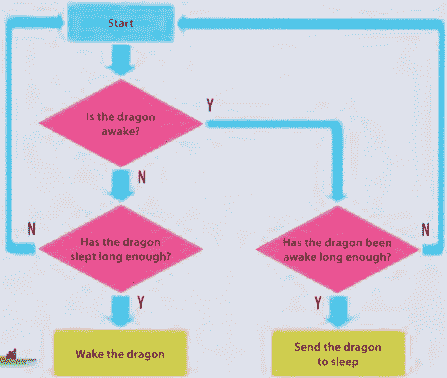 Start
Is the dragon
awake?
Y
N
N
Has the dragon
slept long enough?
Has the dragon been
awake long enough?
N
Y
Y
Wake the dragon
Send the dragon
to sleep